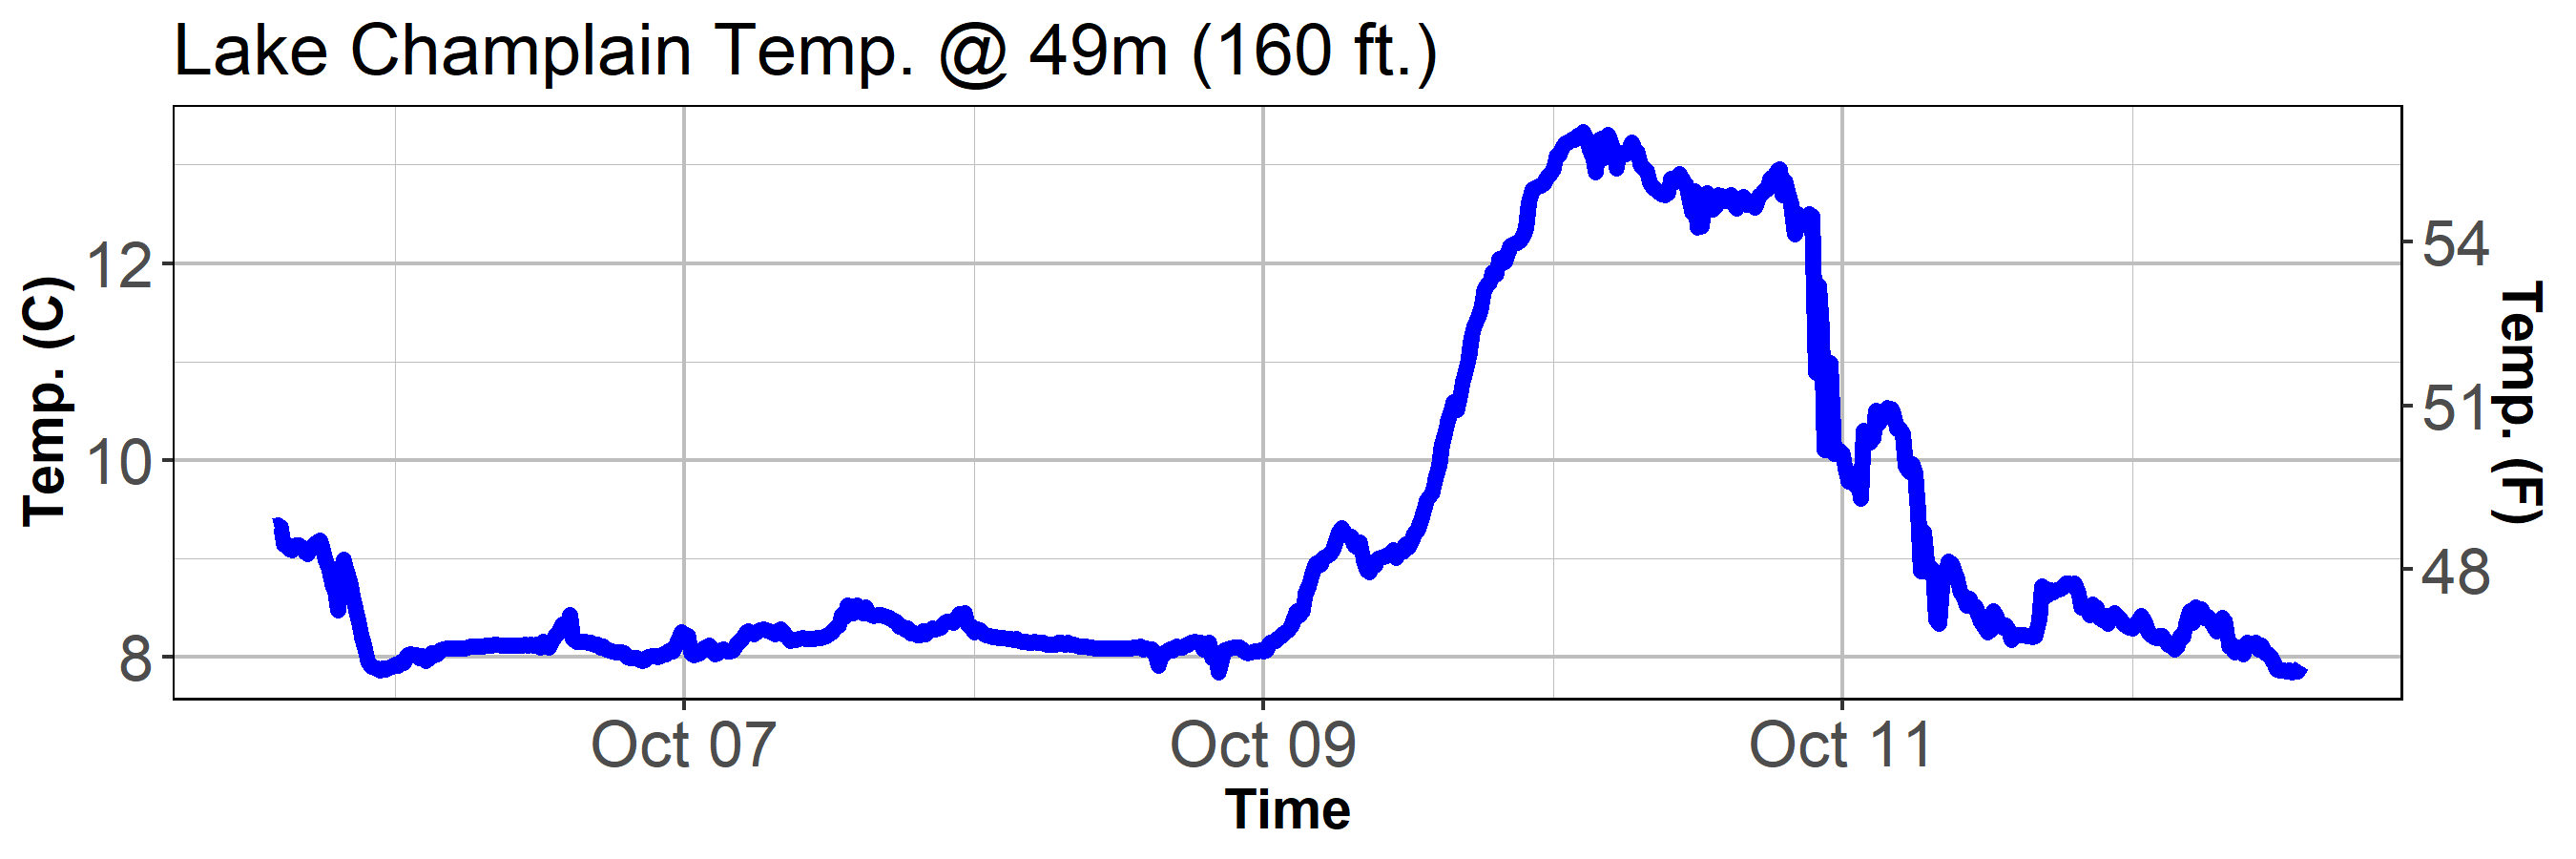 Lake Champlain Temp. @ 49m (160 ft.)
Temp. (C)
12
10
8
54
51
48
Temp. (F)
Oct 07
Oct 09
Oct 11
Time